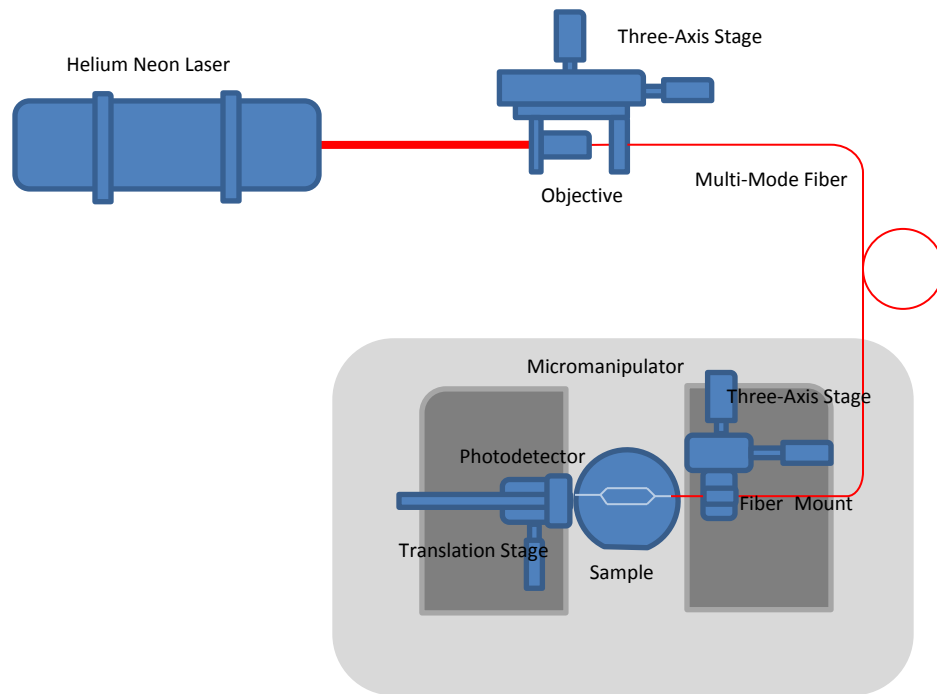 Three-Axis Stage
Helium Neon Laser
Objective
Multi-Mode Fiber
Micromanipulator
Three-Axis Stage
Photodetector
Fiber Mount
Translation Stage
Sample